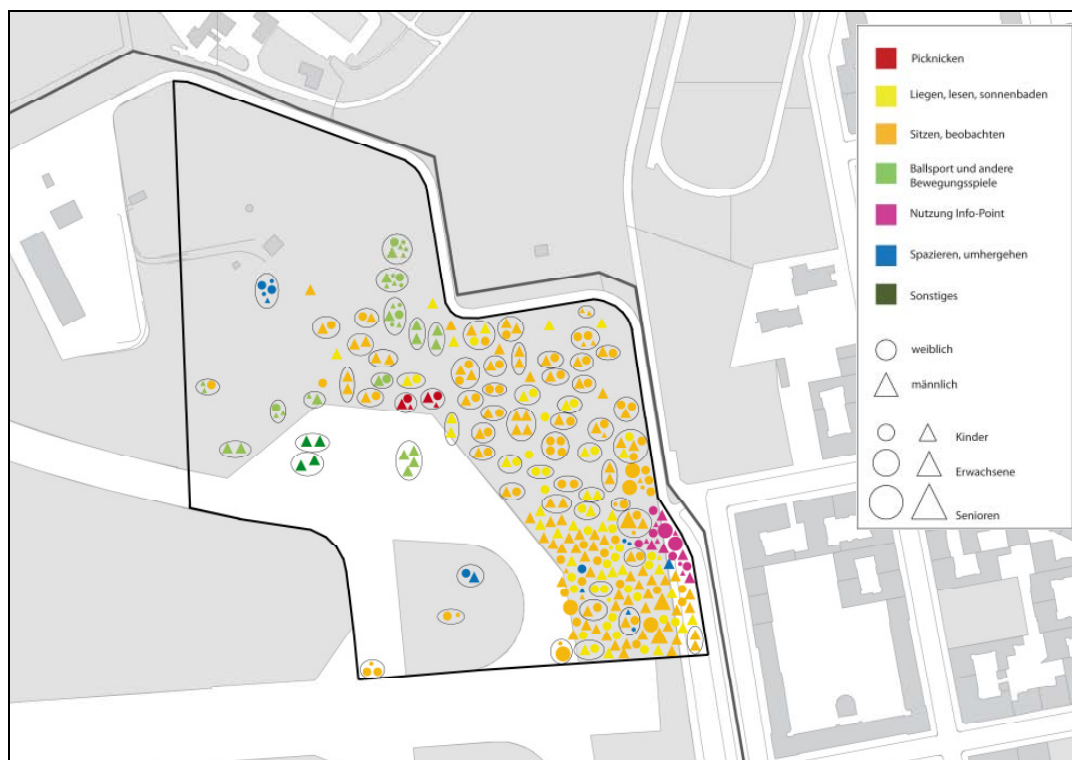 Picknicken
Liegen, lesen, sonnenbaden
Sitzen, beobachten
Ballsport und andere
Bewegungsspiele
Nutzung Info-Point
Spazieren, umhergehen
Sonstiges
weiblich
männlich
Kinder
Erwachsene
Senioren